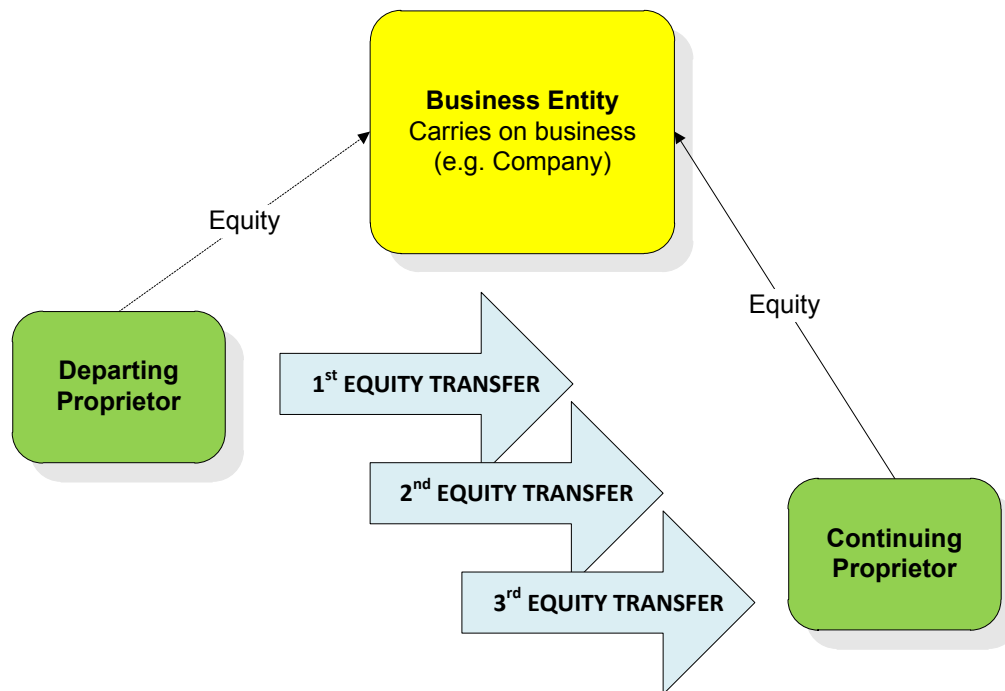 Business Entity
Carries on business
(e.g. Company)
Equity
Equity
Departing
Proprietor
1st EQUITY TRANSFER
2nd EQUITY TRANSFER
3rd EQUITY TRANSFER
Continuing
Proprietor